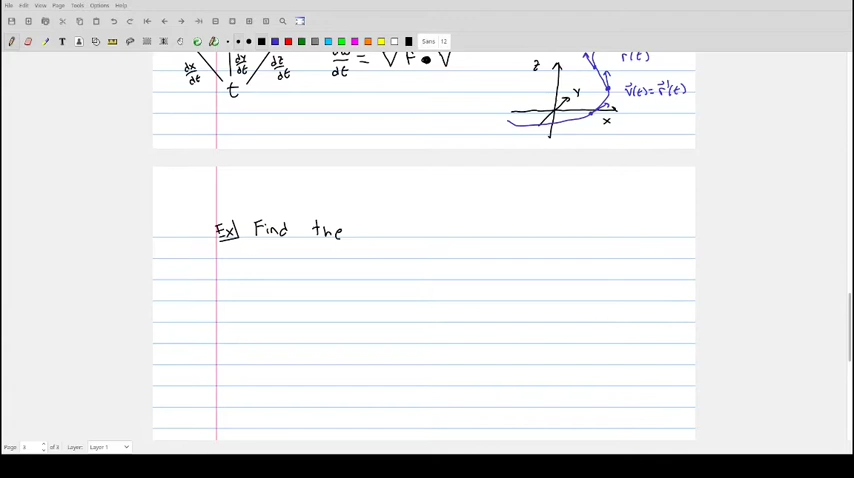 File Edit View Page Tools Options Help
Sans 12
dx/dt dy/dt dz/dt
t
dw/dt = ∇F • V
z
y
x
r(t)
v⃗(t) = r⃗'(t)
Ex) Find the
Page 3 of 3 Layer: Layer 1